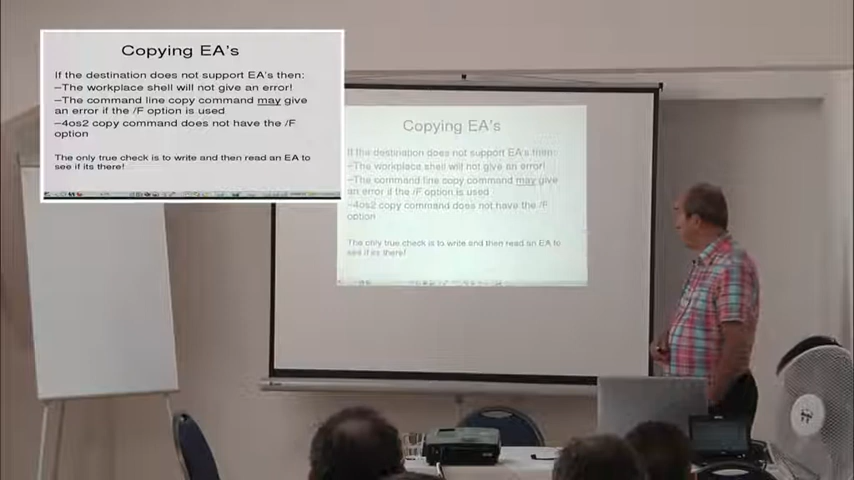 Copying EA's
If the destination does not support EA's then:
–The workplace shell will not give an error!
–The command line copy command may give
an error if the /F option is used
–4os2 copy command does not have the /F
option
The only true check is to write and then read an EA to
see if its there!
Copying EA's
If the destination does not support EA's then:
–The workplace shell will not give an error!
–The command line copy command may give
an error if the /F option is used
–4os2 copy command does not have the /F
option
The only true check is to write and then read an EA to
see if its there!